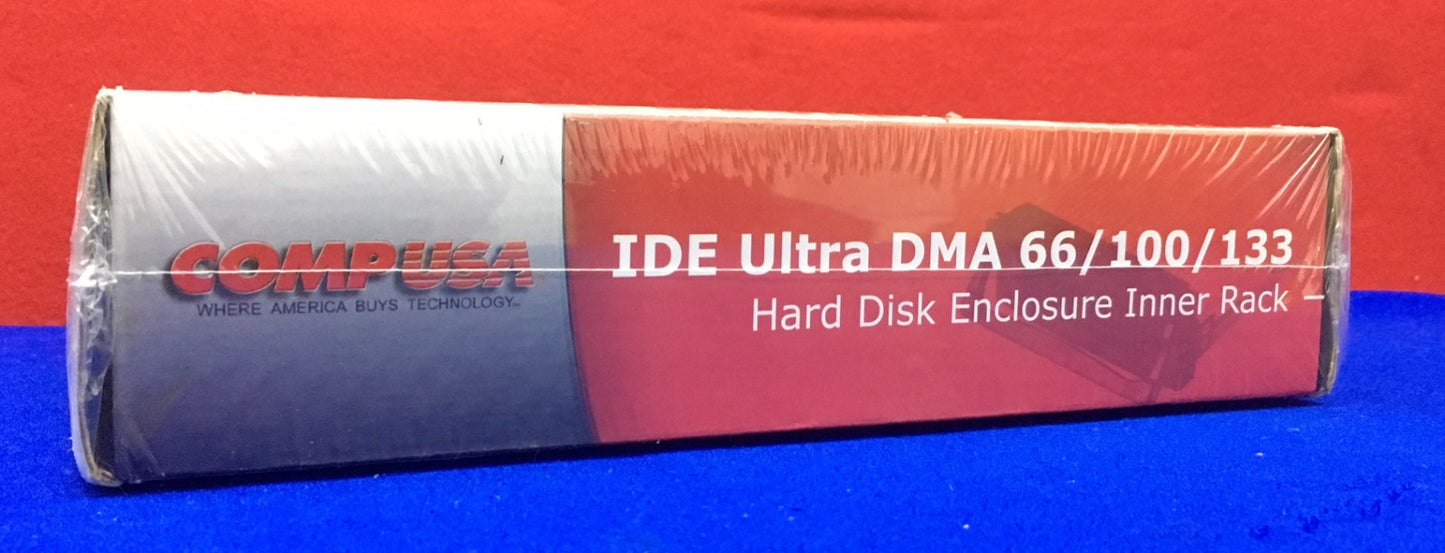 COMPUSA
WHERE AMERICA BUYS TECHNOLOGY
IDE Ultra DMA 66/100/133
Hard Disk Enclosure Inner Rack –